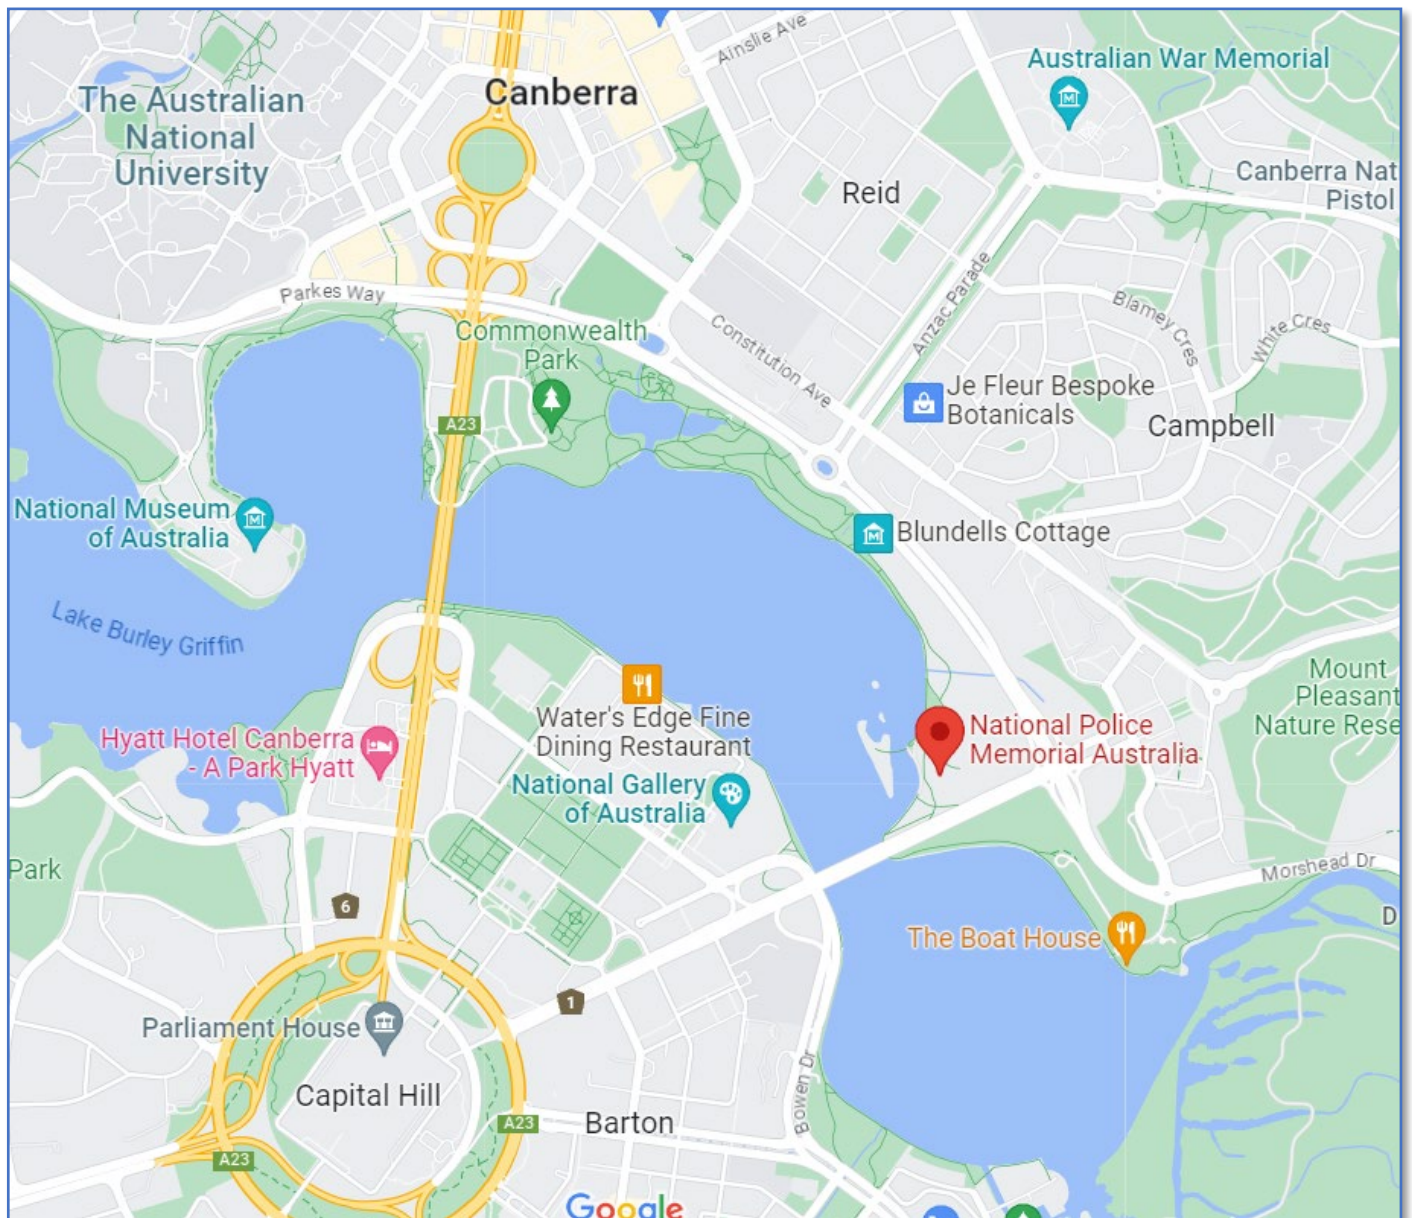 Ainslie Ave
Australian War Memorial
Canberra
The Australian
National
University
Canberra Nat
Pistol
Reid
Parkes Way
Commonwealth
Park
Constitution Ave
Anzac Parade
Blamey Cres
White Cres
Je Fleur Bespoke
Botanicals
A23
Campbell
National Museum
of Australia
Blundells Cottage
Lake Burley Griffin
Mount
Pleasant
Nature Rese
Water's Edge Fine
Dining Restaurant
National Police
Memorial Australia
Hyatt Hotel Canberra
- A Park Hyatt
National Gallery
of Australia
Park
Morshead Dr
6
D
The Boat House
1
Parliament House
Capital Hill
Bowen Dr
A23
Barton
A23
Google